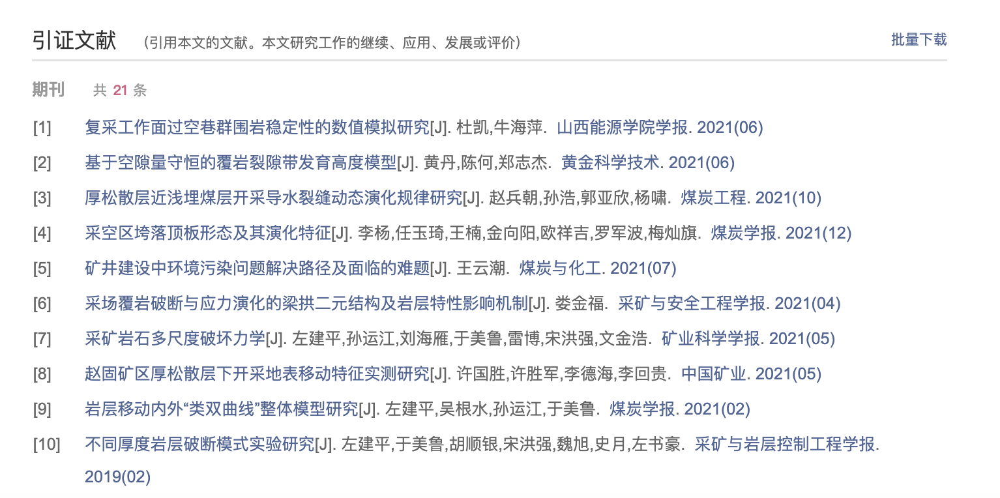 引证文献 （引用本文的文献。本文研究工作的继续、应用、发展或评价） 批量下载
期刊 共 21 条
[1] 复采工作面过空巷群围岩稳定性的数值模拟研究[J]. 杜凯,牛海萍. 山西能源学院学报. 2021(06)
[2] 基于空隙量守恒的覆岩裂隙带发育高度模型[J]. 黄丹,陈何,郑志杰. 黄金科学技术. 2021(06)
[3] 厚松散层近浅埋煤层开采导水裂缝动态演化规律研究[J]. 赵兵朝,孙浩,郭亚欣,杨啸. 煤炭工程. 2021(10)
[4] 采空区垮落顶板形态及其演化特征[J]. 李杨,任玉琦,王楠,金向阳,欧祥吉,罗军波,梅灿旗. 煤炭学报. 2021(12)
[5] 矿井建设中环境污染问题解决路径及面临的难题[J]. 王云潮. 煤炭与化工. 2021(07)
[6] 采场覆岩破断与应力演化的梁拱二元结构及岩层特性影响机制[J]. 娄金福. 采矿与安全工程学报. 2021(04)
[7] 采矿岩石多尺度破坏力学[J]. 左建平,孙运江,刘海雁,于美鲁,雷博,宋洪强,文金浩. 矿业科学学报. 2021(05)
[8] 赵固矿区厚松散层下开采地表移动特征实测研究[J]. 许国胜,许胜军,李德海,李回贵. 中国矿业. 2021(05)
[9] 岩层移动内外“类双曲线”整体模型研究[J]. 左建平,吴根水,孙运江,于美鲁. 煤炭学报. 2021(02)
[10] 不同厚度岩层破断模式实验研究[J]. 左建平,于美鲁,胡顺银,宋洪强,魏旭,史月,左书豪. 采矿与岩层控制工程学报.
2019(02)